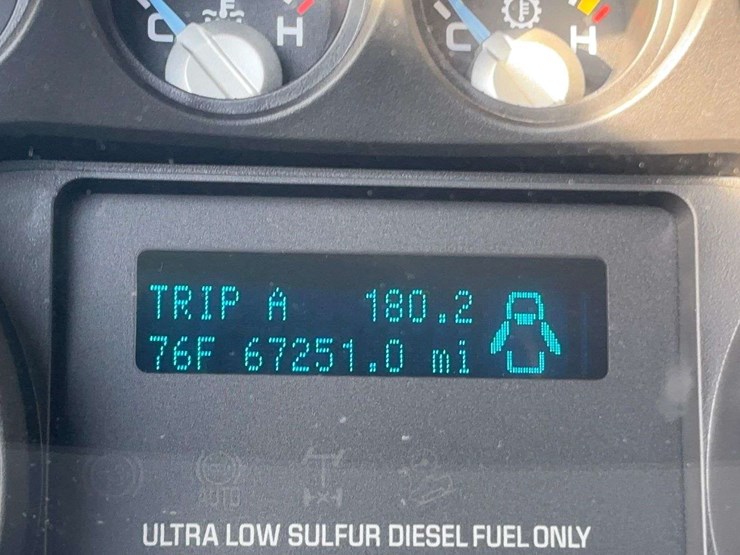 C H C H
TRIP A 180.2
76F 67251.0 mi
AUTO
ULTRA LOW SULFUR DIESEL FUEL ONLY